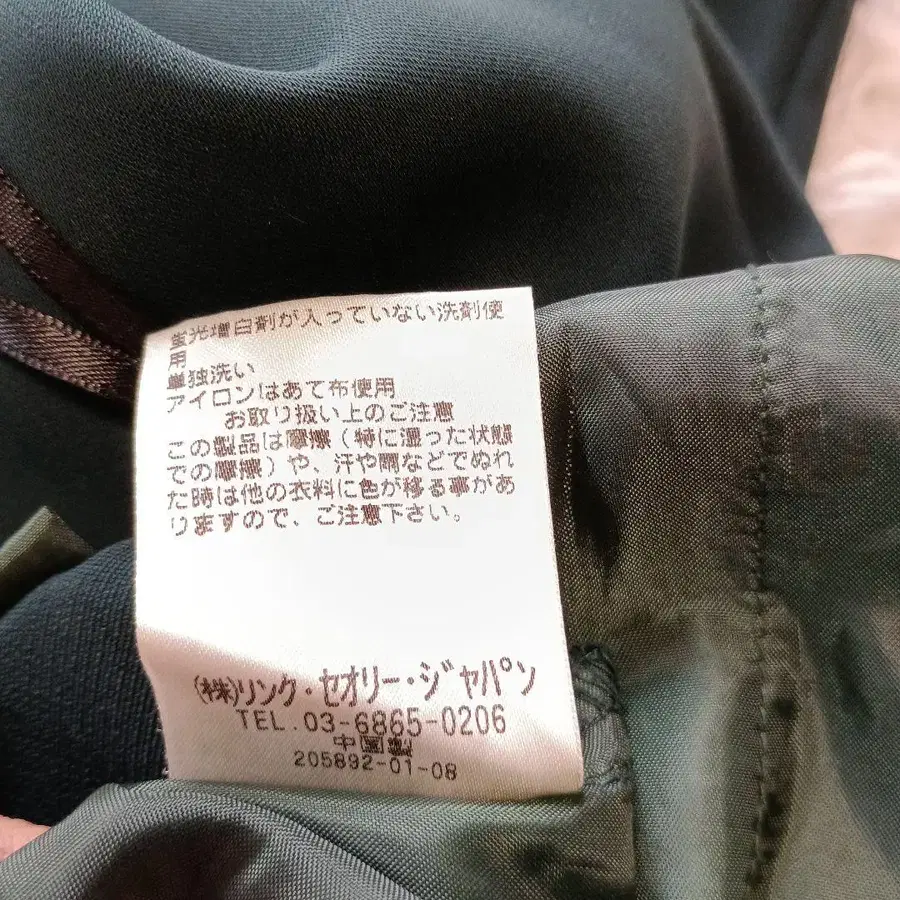 蛍光増白剤が入っていない洗剤使
用
単独洗い
アイロンはあて布使用
お取り扱い上のご注意
この製品は摩擦（特に湿った状態
での摩擦）や、汗や雨などでぬれ
た時は他の衣料に色が移る事があ
りますので、ご注意下さい。
(株)リンク・セオリー・ジャパン
TEL.03-6865-0206
中国製
205892-01-08